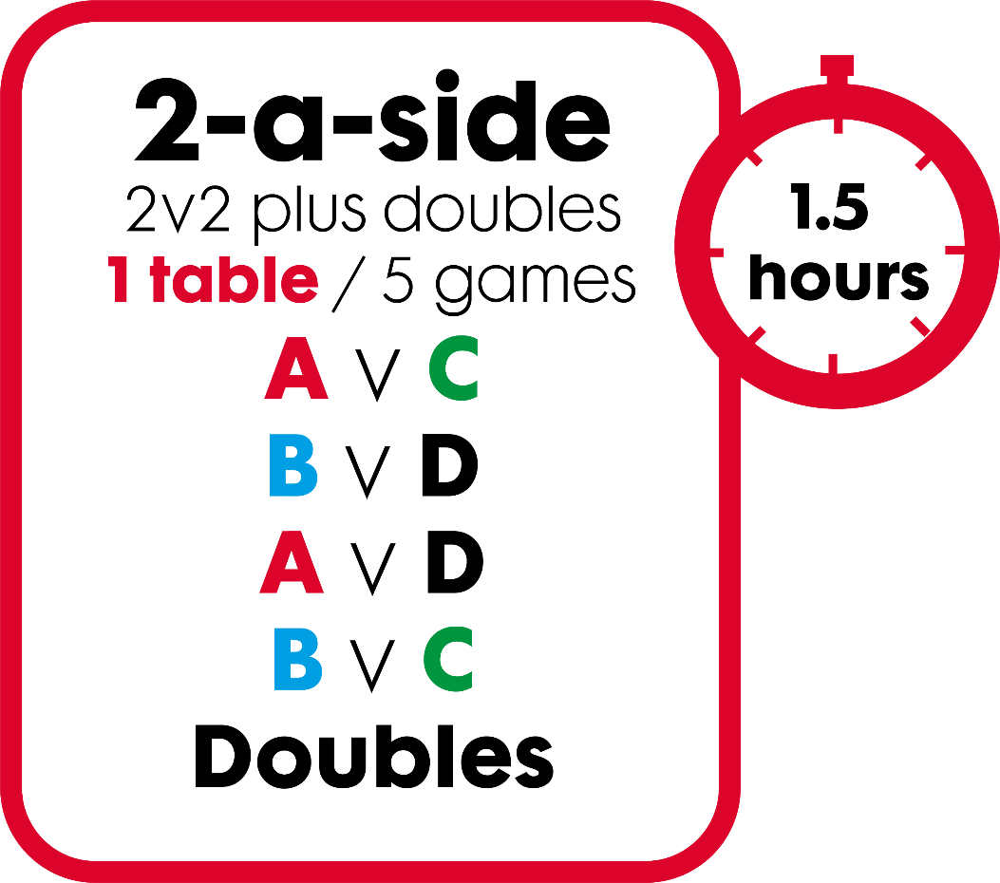 2-a-side
2v2 plus doubles
1 table / 5 games
A v C
B v D
A v D
B v C
Doubles
1.5
hours